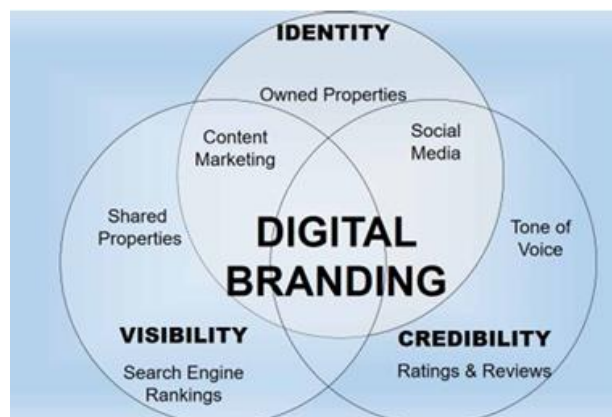 IDENTITY
Owned Properties
Content
Marketing
Social
Media
Shared
Properties
DIGITAL
BRANDING
Tone of
Voice
VISIBILITY
Search Engine
Rankings
CREDIBILITY
Ratings & Reviews